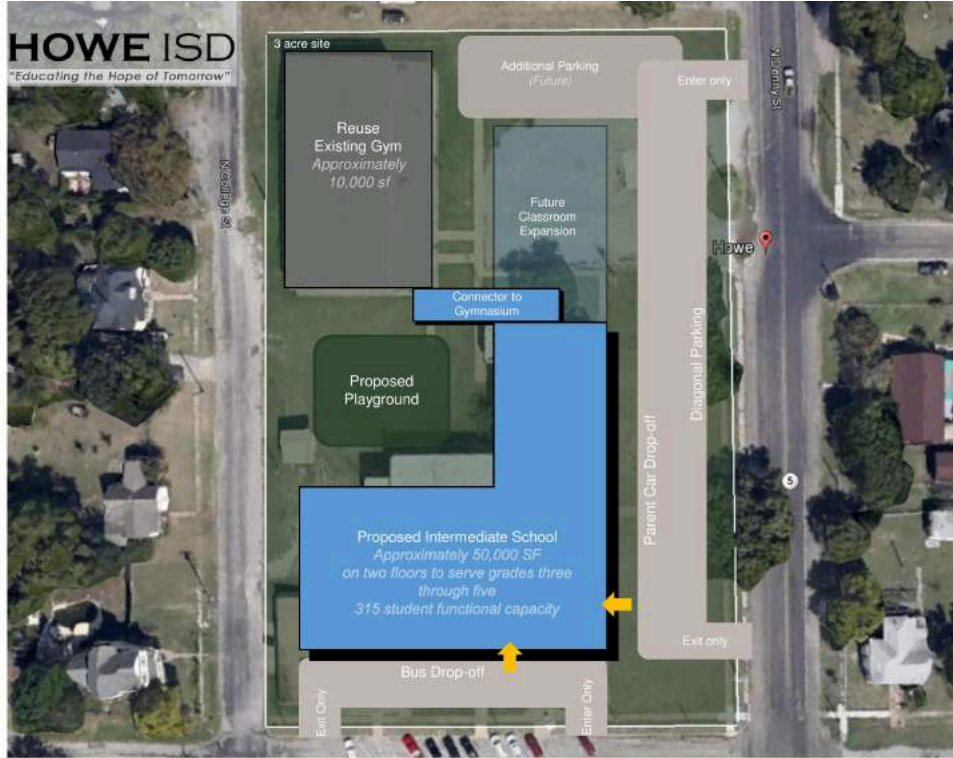 HOWE ISD
"Educating the Hope of Tomorrow"
3 acre site
Additional Parking
(Future)
Enter only
N Denny St
Reuse
Existing Gym
Approximately
10,000 sf
N College St
Future
Classroom
Expansion
Howe
Connector to
Gymnasium
Proposed
Playground
Diagonal Parking
Parent Car Drop-off
5
Proposed Intermediate School
Approximately 50,000 SF
on two floors to serve grades three
through five
315 student functional capacity
Exit only
Bus Drop-off
Exit Only
Enter Only